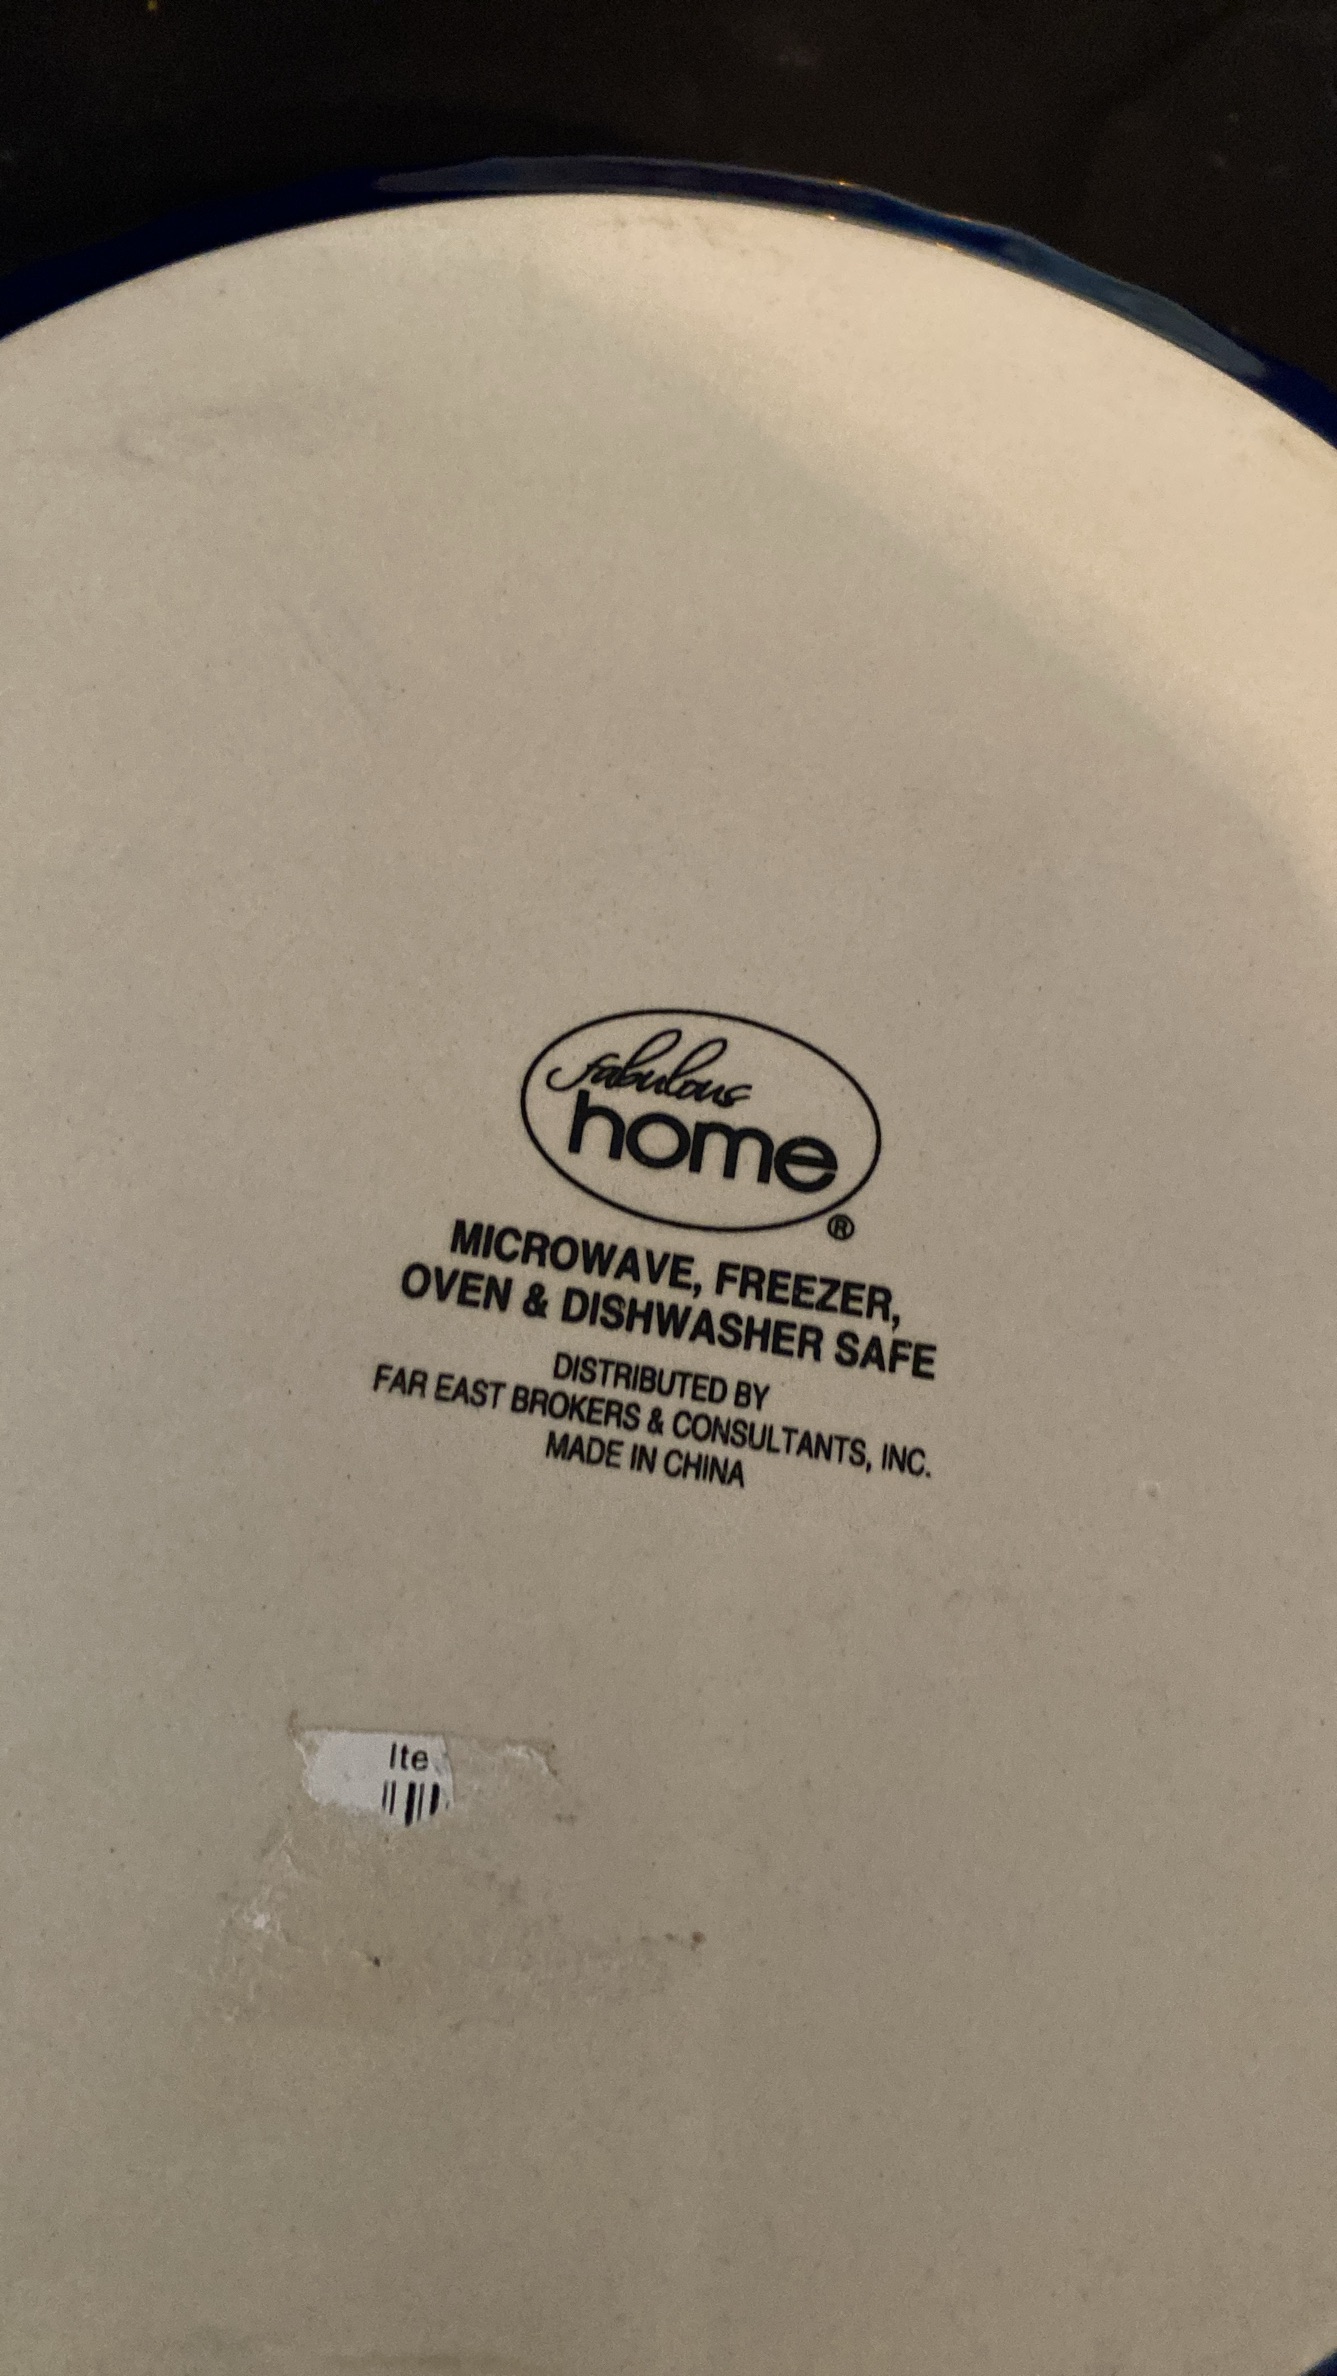 fabulous
home
®
MICROWAVE, FREEZER,
OVEN & DISHWASHER SAFE
DISTRIBUTED BY
FAR EAST BROKERS & CONSULTANTS, INC.
MADE IN CHINA
Ite